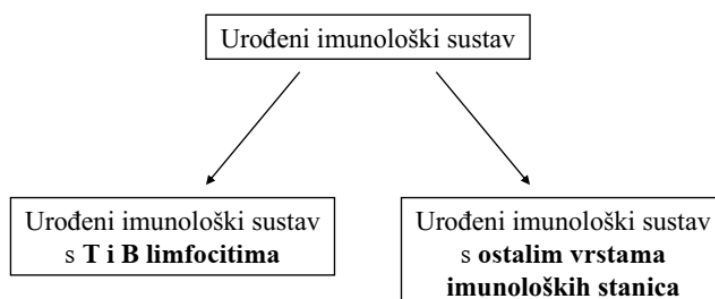 Urođeni imunološki sustav
Urođeni imunološki sustav
s T i B limfocitima
Urođeni imunološki sustav
s ostalim vrstama
imunoloških stanica